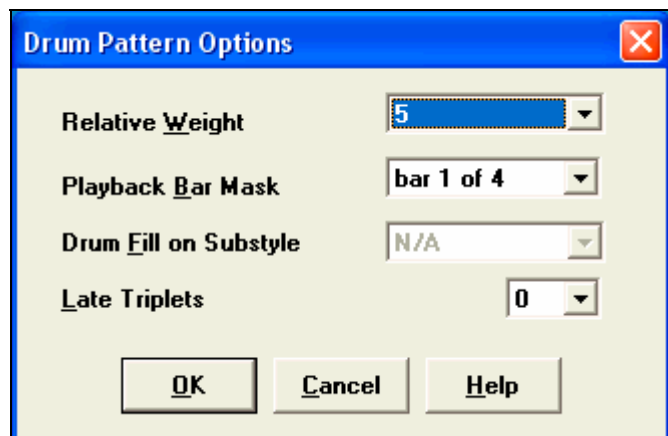 Drum Pattern Options
Relative Weight 5
Playback Bar Mask bar 1 of 4
Drum Fill on Substyle N/A
Late Triplets 0
OK Cancel Help